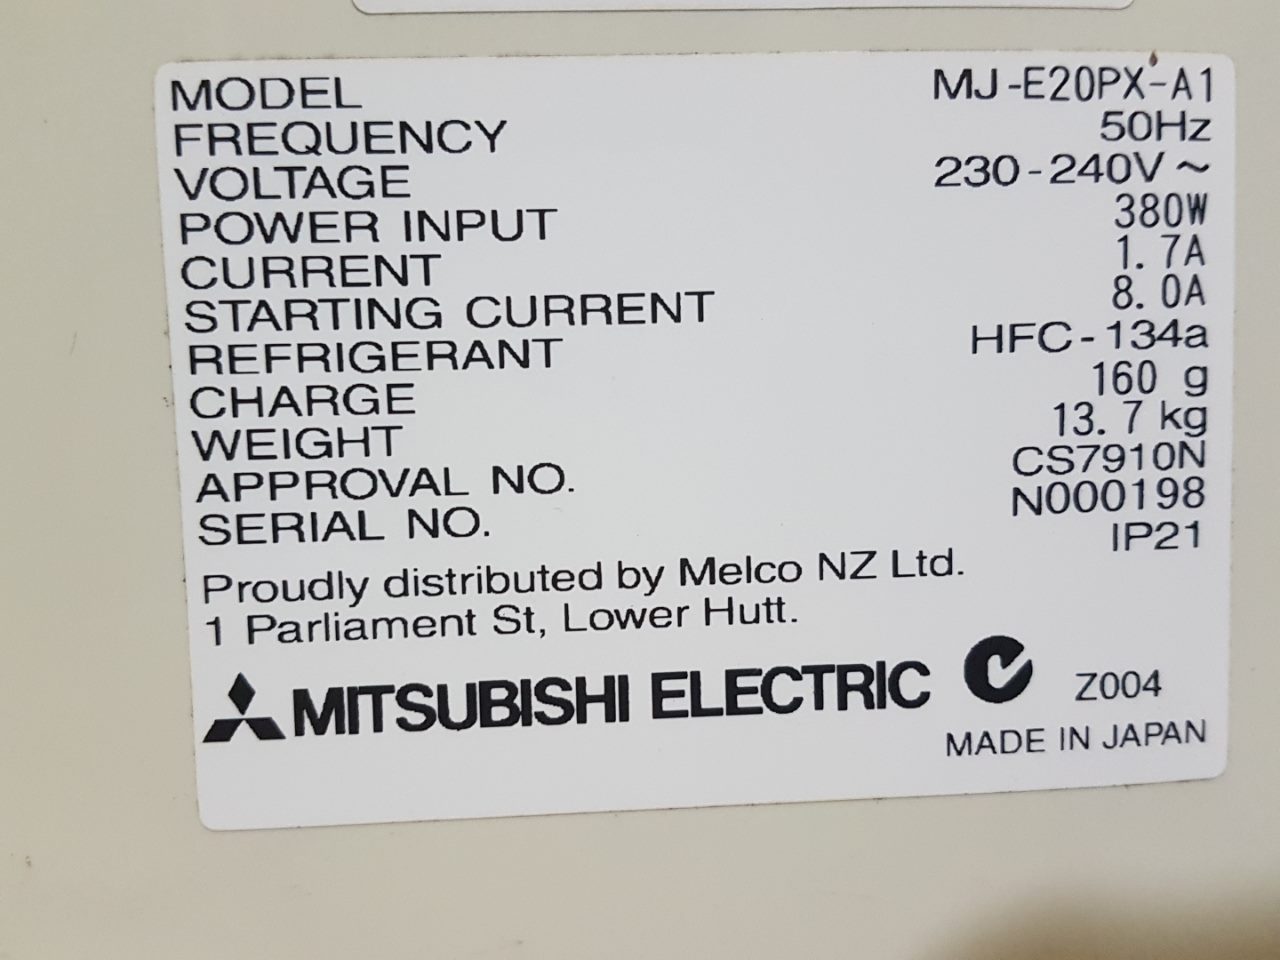 MODEL MJ-E20PX-A1
FREQUENCY 50Hz
VOLTAGE 230-240V ~
POWER INPUT 380W
CURRENT 1.7A
STARTING CURRENT 8.0A
REFRIGERANT HFC-134a
CHARGE 160 g
WEIGHT 13.7 kg
APPROVAL NO. CS7910N
SERIAL NO. N000198
IP21
Proudly distributed by Melco NZ Ltd.
1 Parliament St, Lower Hutt.
MITSUBISHI ELECTRIC Z004
MADE IN JAPAN